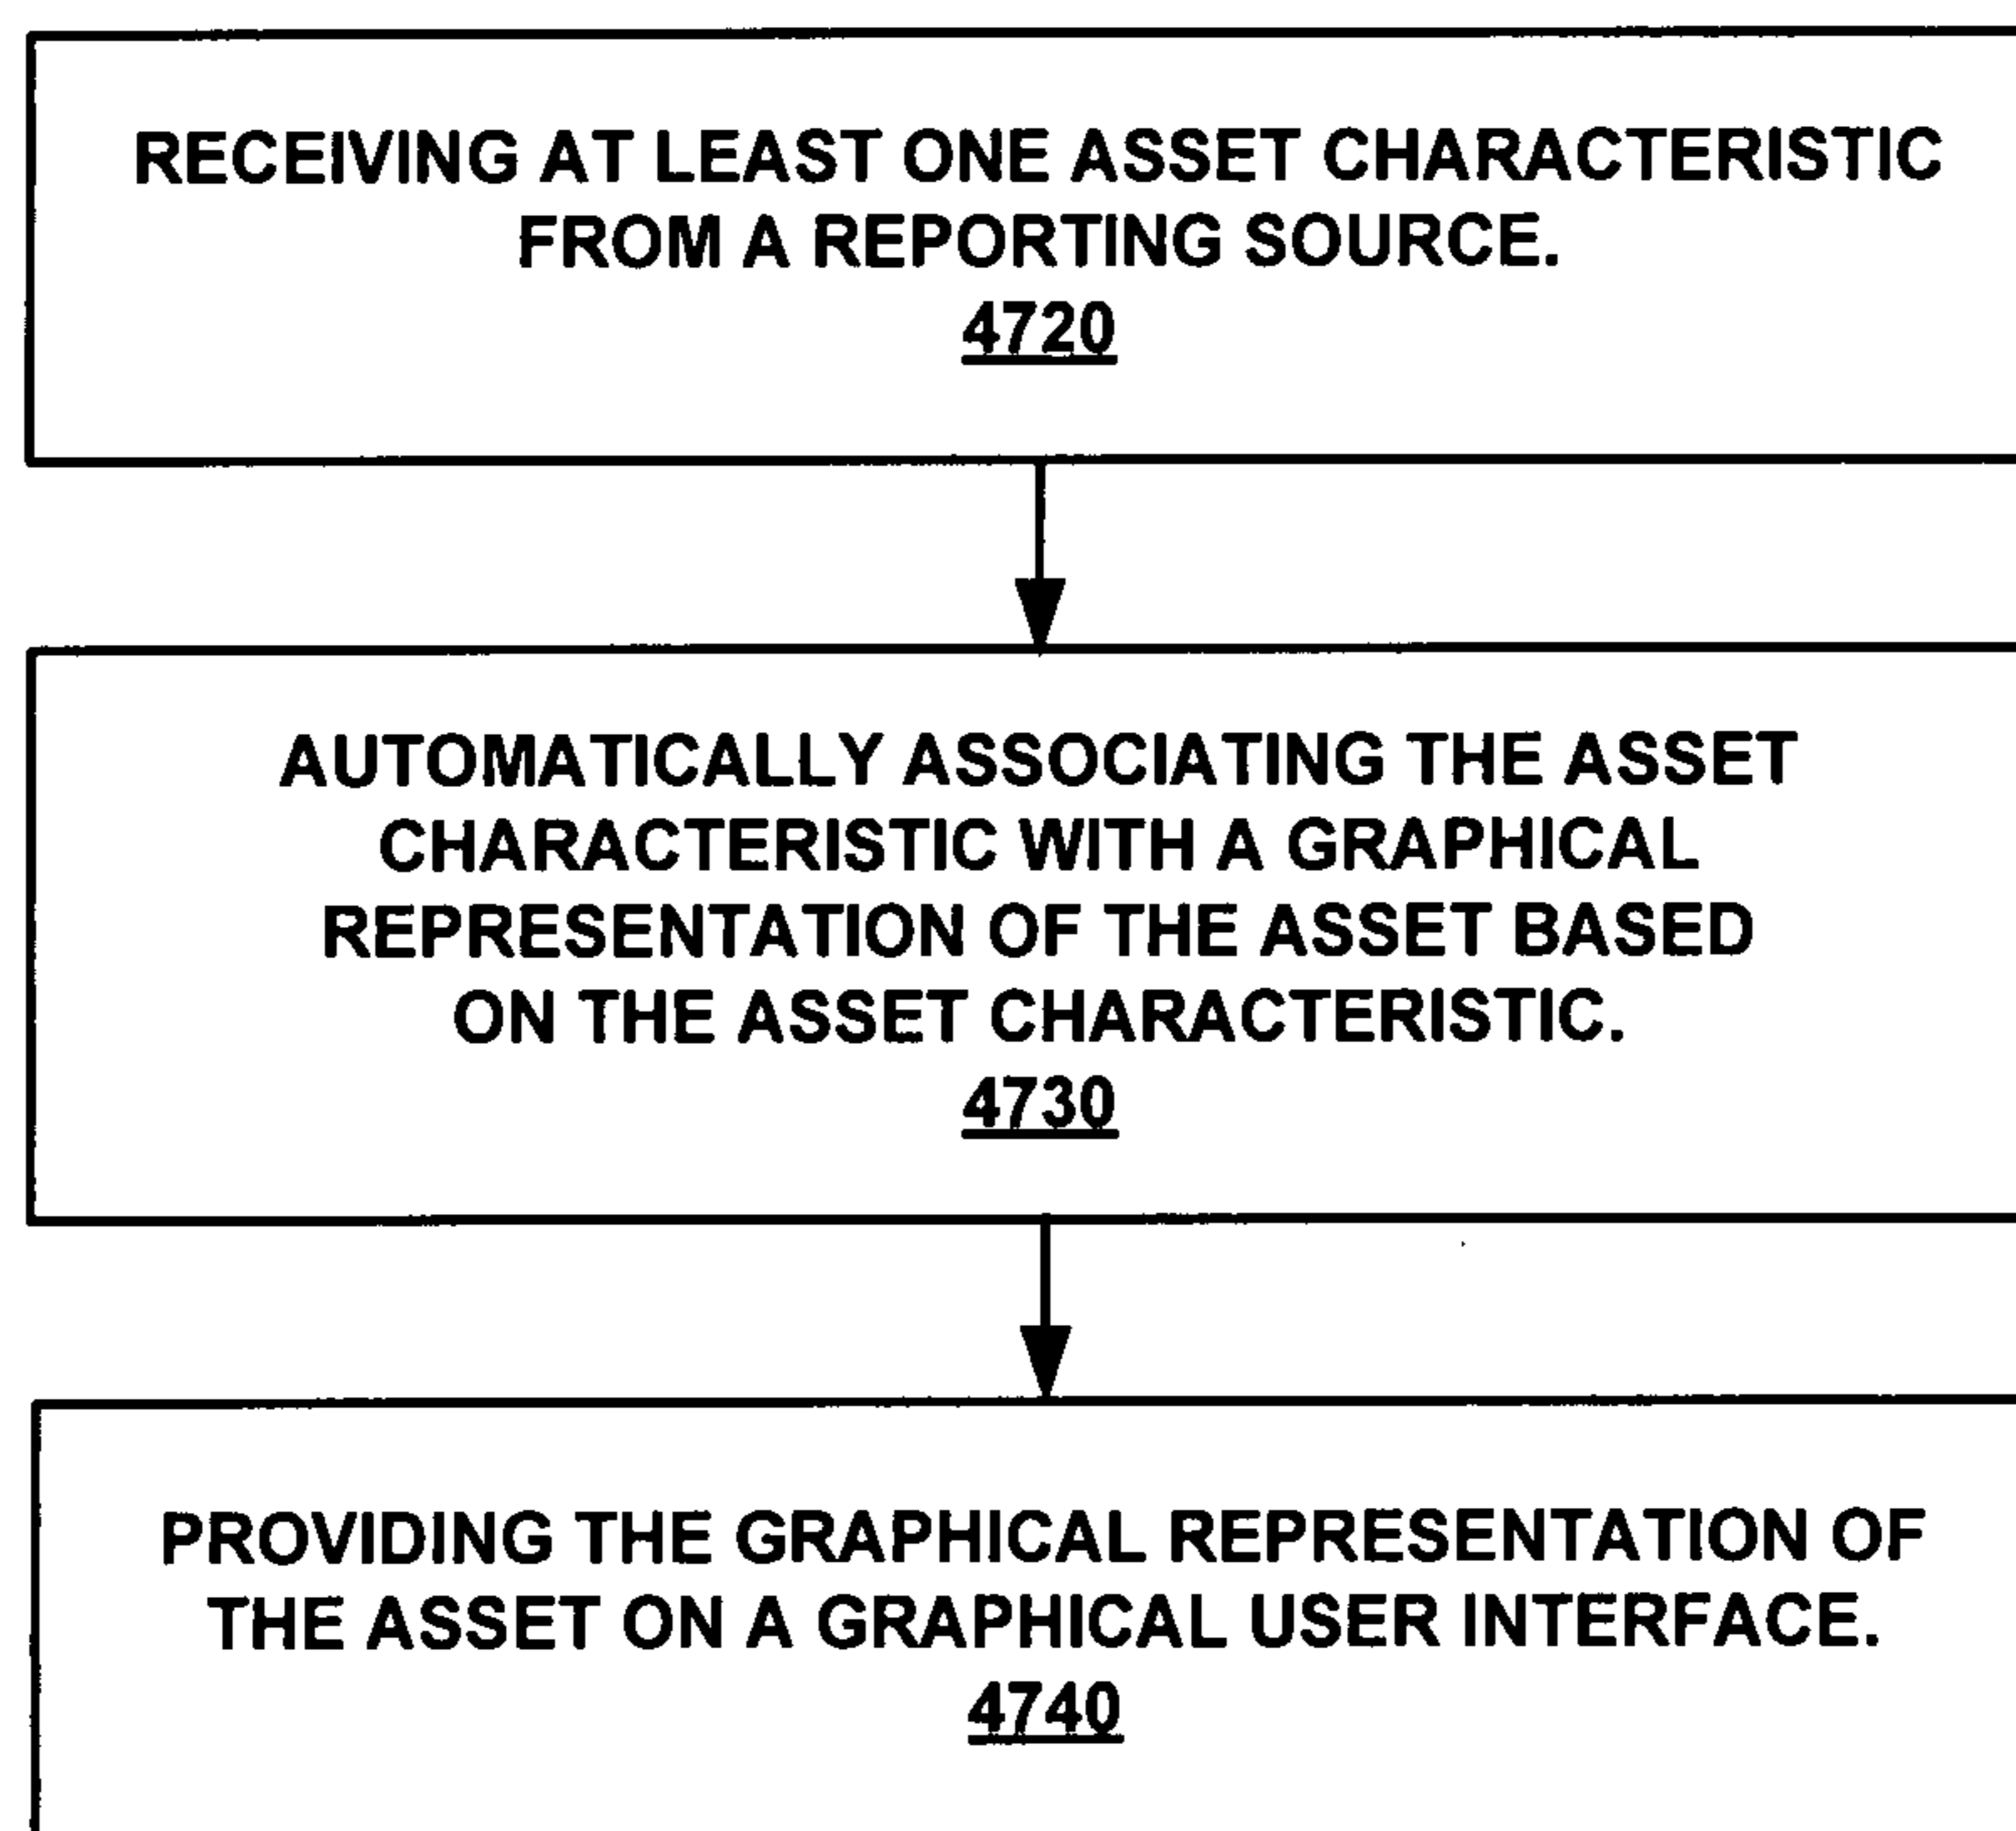 RECEIVING AT LEAST ONE ASSET CHARACTERISTIC
FROM A REPORTING SOURCE.
4720
AUTOMATICALLY ASSOCIATING THE ASSET
CHARACTERISTIC WITH A GRAPHICAL
REPRESENTATION OF THE ASSET BASED
ON THE ASSET CHARACTERISTIC.
4730
PROVIDING THE GRAPHICAL REPRESENTATION OF
THE ASSET ON A GRAPHICAL USER INTERFACE.
4740